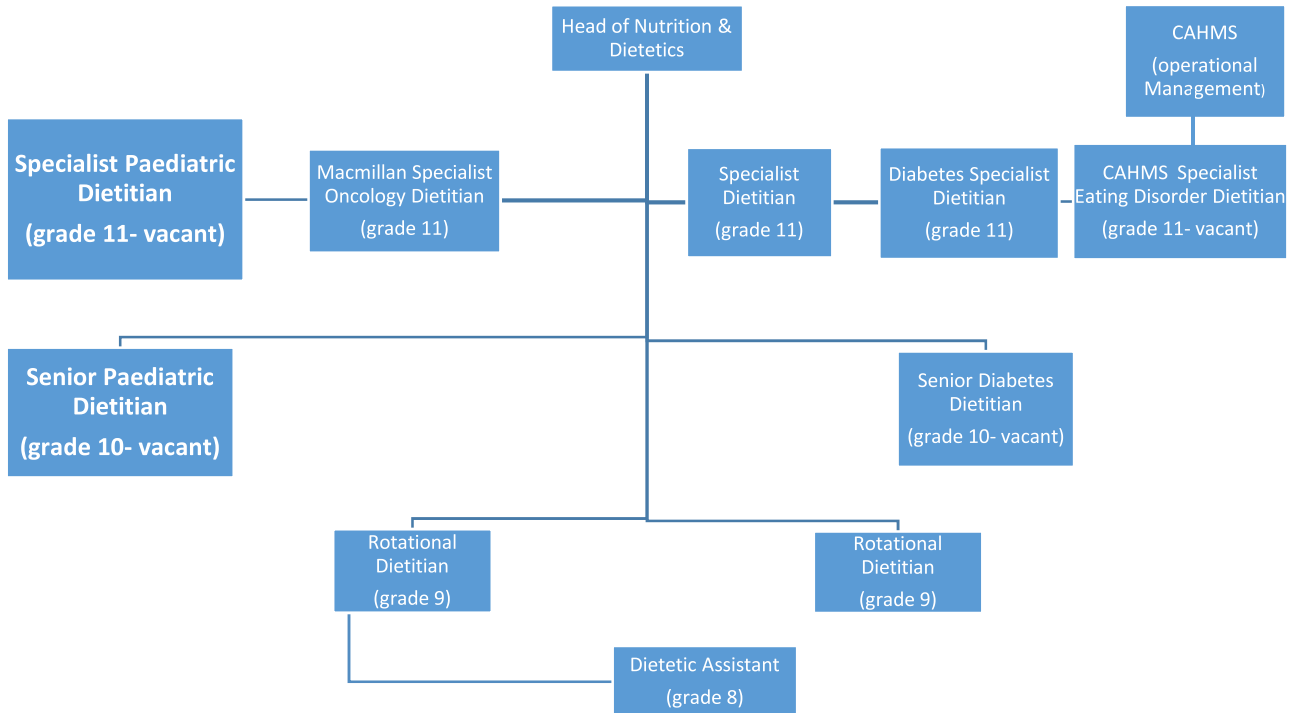 Head of Nutrition &
Dietetics
CAHMS
(operational
Management)
Specialist Paediatric
Dietitian
(grade 11- vacant)
Macmillan Specialist
Oncology Dietitian
(grade 11)
Specialist
Dietitian
(grade 11)
Diabetes Specialist
Dietitian
(grade 11)
CAHMS Specialist
Eating Disorder Dietitian
(grade 11- vacant)
Senior Paediatric
Dietitian
(grade 10- vacant)
Senior Diabetes
Dietitian
(grade 10- vacant)
Rotational
Dietitian
(grade 9)
Rotational
Dietitian
(grade 9)
Dietetic Assistant
(grade 8)